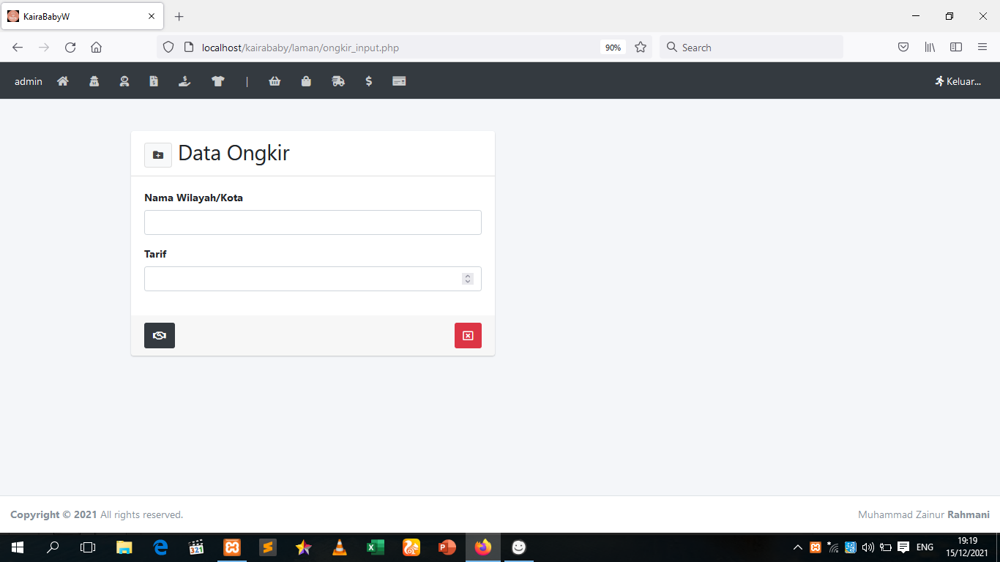 KairaBabyW
localhost/kairababy/laman/ongkir_input.php
90%
Search
admin
|
Keluar...
Data Ongkir
Nama Wilayah/Kota
Tarif
Copyright © 2021 All rights reserved.
Muhammad Zainur Rahmani
321
ENG
19:19
15/12/2021